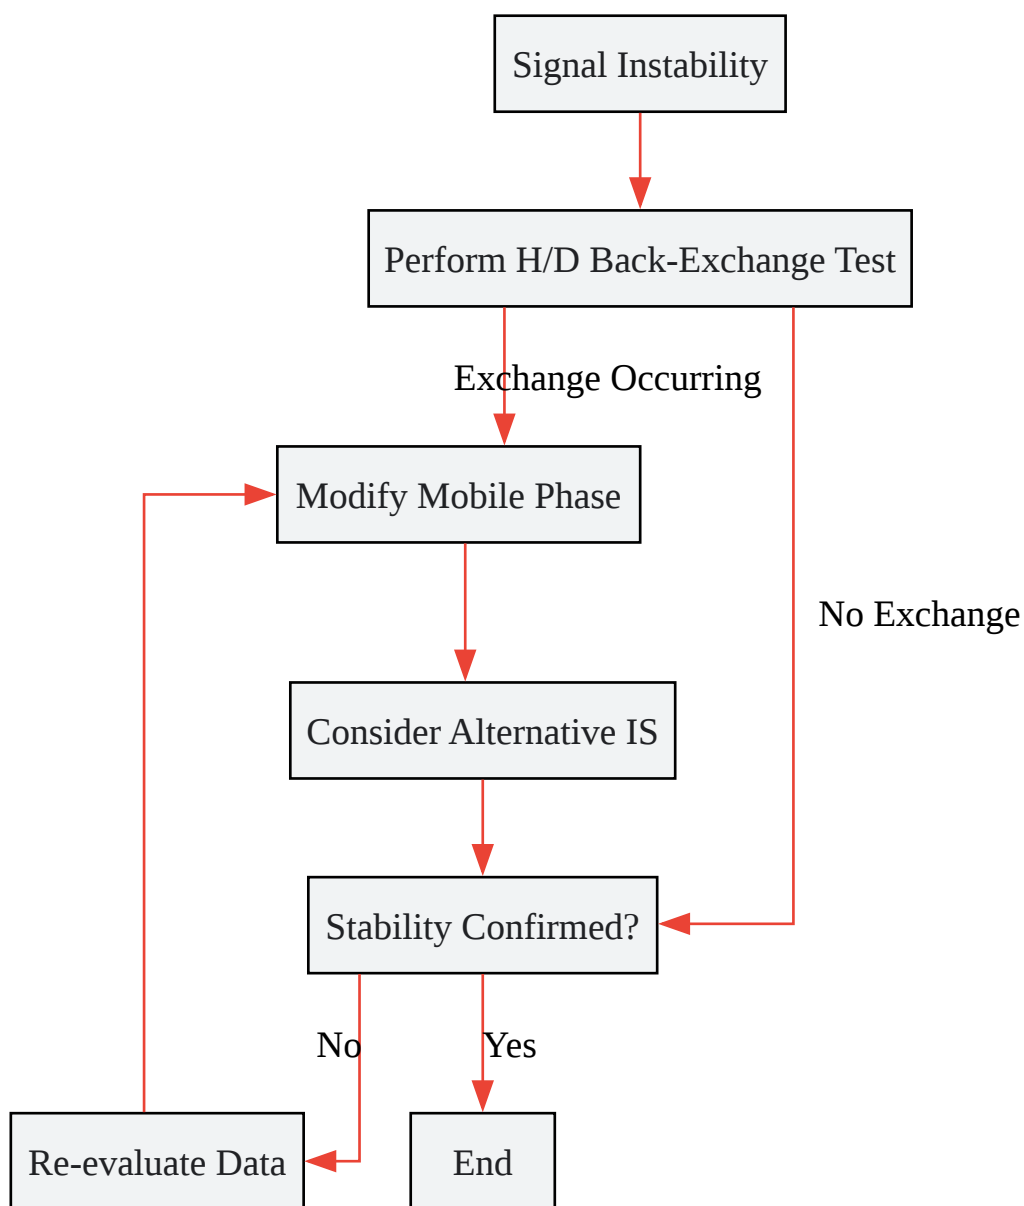 Signal Instability
Perform H/D Back-Exchange Test
Exchange Occurring
Modify Mobile Phase
No Exchange
Consider Alternative IS
Stability Confirmed?
No
Yes
Re-evaluate Data
End